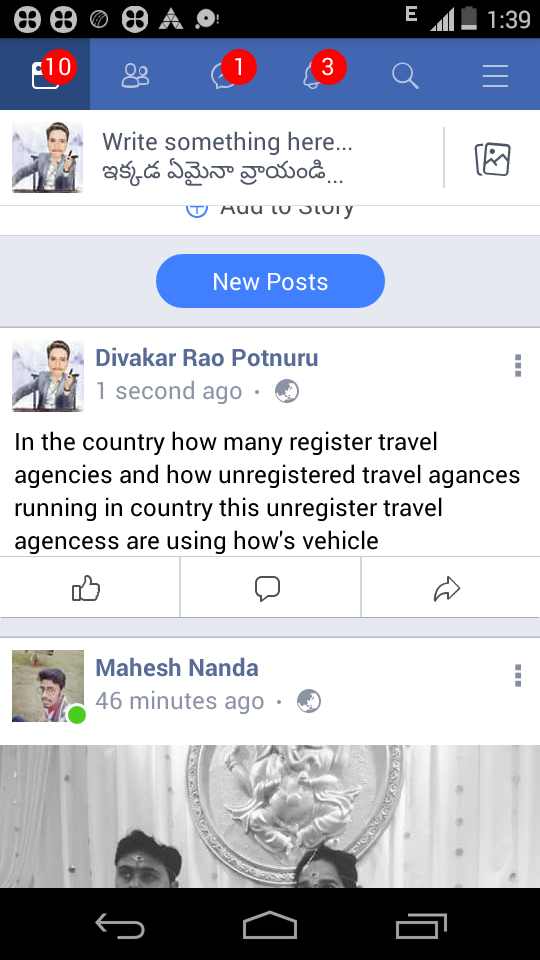 E 1:39
10 1 3
Write something here...
ఇక్కడ ఏమైనా వ్రాయండి...
Add to Story
New Posts
Divakar Rao Potnuru
1 second ago ·
In the country how many register travel
agencies and how unregistered travel agances
running in country this unregister travel
agencess are using how's vehicle
Mahesh Nanda
46 minutes ago ·